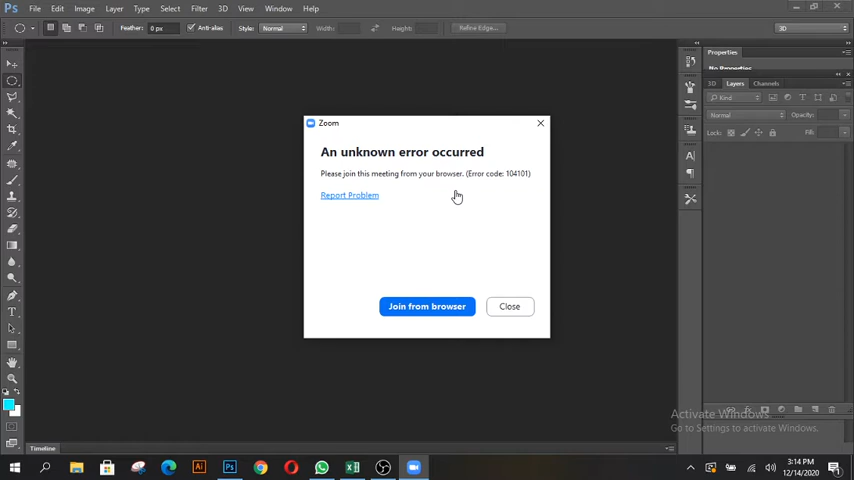 Ps File Edit Image Layer Type Select Filter 3D View Window Help
Feather: 0 px Anti-alias Style: Normal Width: Height: Refine Edge... 3D
Properties
No Properties
3D Layers Channels
Kind
Normal Opacity:
Lock: Fill:
Zoom
An unknown error occurred
Please join this meeting from your browser. (Error code: 104101)
Report Problem
Join from browser Close
Activate Windows
Go to Settings to activate Windows.
Timeline
Ai Ps
3:14 PM
12/14/2020